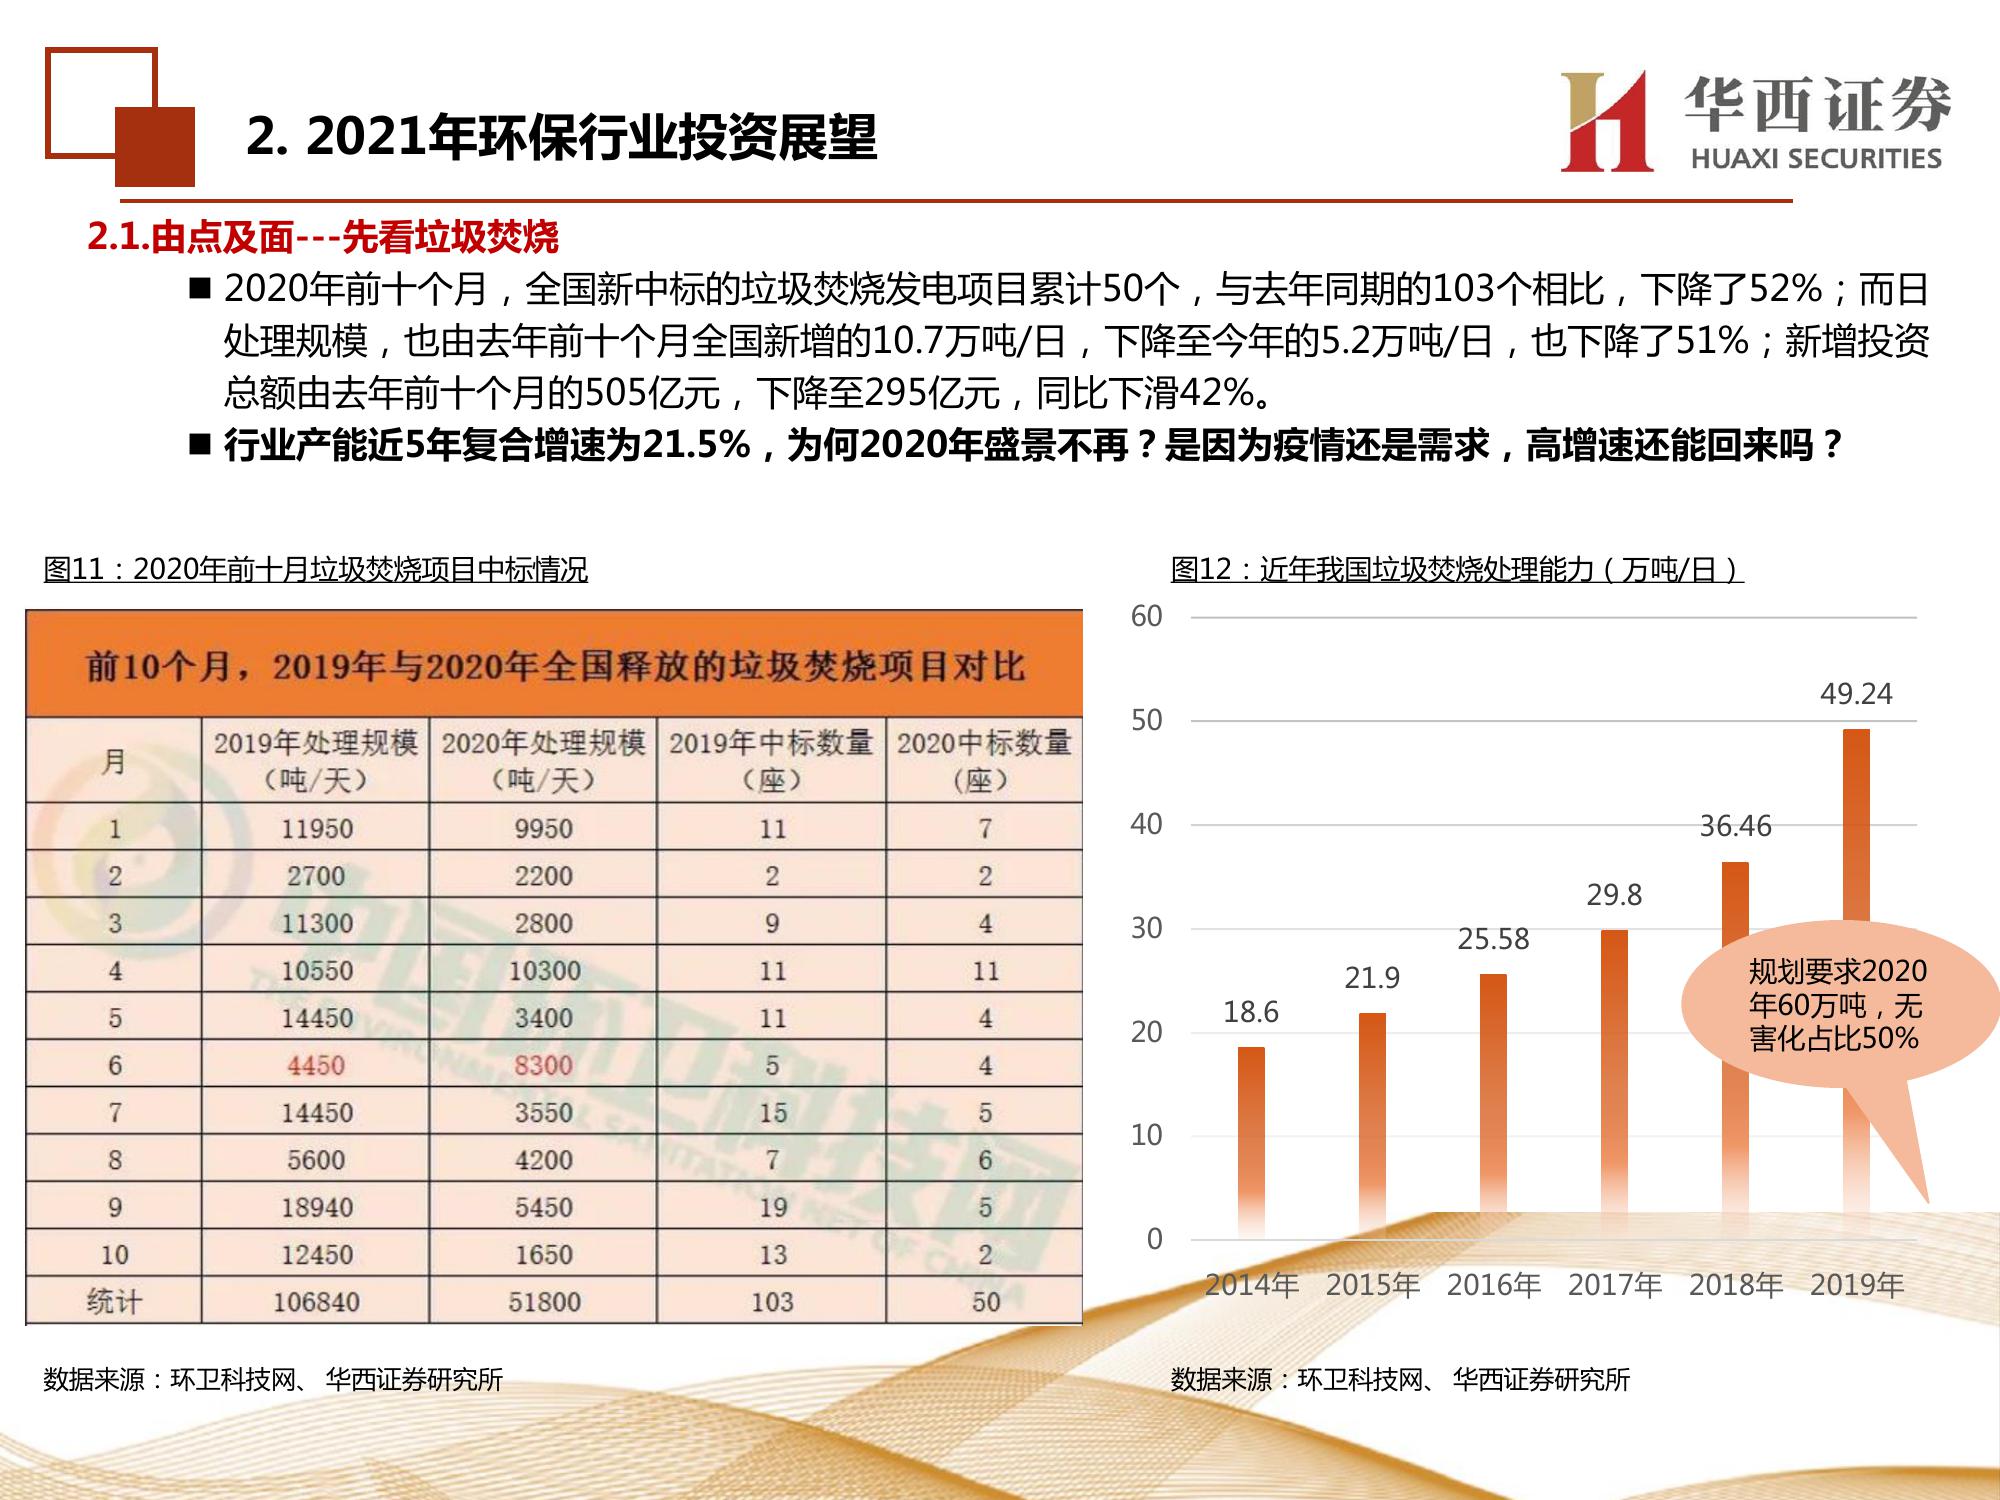 2. 2021年环保行业投资展望
华西证券
HUAXI SECURITIES
2.1.由点及面---先看垃圾焚烧
■ 2020年前十个月，全国新中标的垃圾焚烧发电项目累计50个，与去年同期的103个相比，下降了52%；而日
处理规模，也由去年前十个月全国新增的10.7万吨/日，下降至今年的5.2万吨/日，也下降了51%；新增投资
总额由去年前十个月的505亿元，下降至295亿元，同比下滑42%。
■ 行业产能近5年复合增速为21.5%，为何2020年盛景不再？是因为疫情还是需求，高增速还能回来吗？
图11：2020年前十月垃圾焚烧项目中标情况
前10个月，2019年与2020年全国释放的垃圾焚烧项目对比
月 2019年处理规模（吨/天） 2020年处理规模（吨/天） 2019年中标数量（座） 2020中标数量(座）
1 11950 9950 11 7
2 2700 2200 2 2
3 11300 2800 9 4
4 10550 10300 11 11
5 14450 3400 11 4
6 4450 8300 5 4
7 14450 3550 15 5
8 5600 4200 7 6
9 18940 5450 19 5
10 12450 1650 13 2
统计 106840 51800 103 50
中国环卫科技网
THE ENVIRONMENTAL SANITATION NET OF CHINA
数据来源：环卫科技网、 华西证券研究所
图12：近年我国垃圾焚烧处理能力（万吨/日）
60
50
40
30
20
10
0
18.6
21.9
25.58
29.8
36.46
49.24
规划要求2020
年60万吨，无
害化占比50%
2014年 2015年 2016年 2017年 2018年 2019年
数据来源：环卫科技网、 华西证券研究所